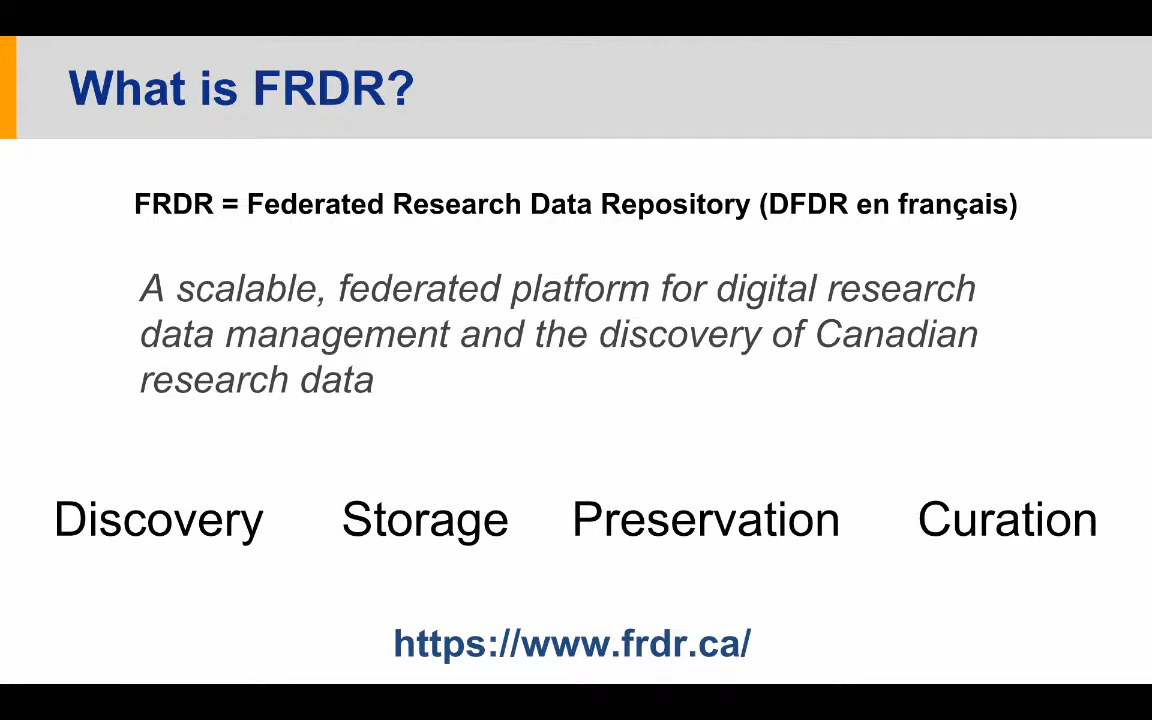 What is FRDR?
FRDR = Federated Research Data Repository (DFDR en français)
A scalable, federated platform for digital research
data management and the discovery of Canadian
research data
Discovery Storage Preservation Curation
https://www.frdr.ca/